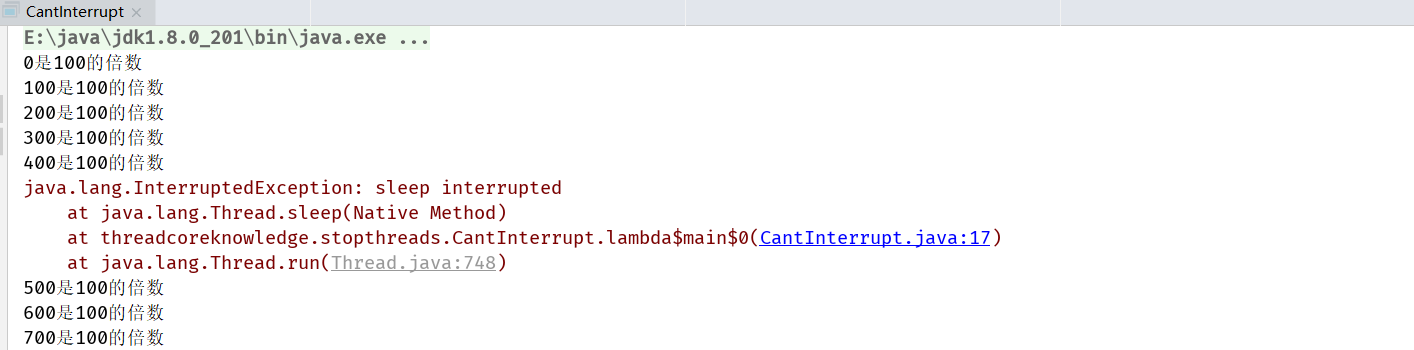 CantInterrupt
E:\java\jdk1.8.0_201\bin\java.exe ...
0是100的倍数
100是100的倍数
200是100的倍数
300是100的倍数
400是100的倍数
java.lang.InterruptedException: sleep interrupted
    at java.lang.Thread.sleep(Native Method)
    at threadcoreknowledge.stopthreads.CantInterrupt.lambda$main$0(CantInterrupt.java:17)
    at java.lang.Thread.run(Thread.java:748)
500是100的倍数
600是100的倍数
700是100的倍数